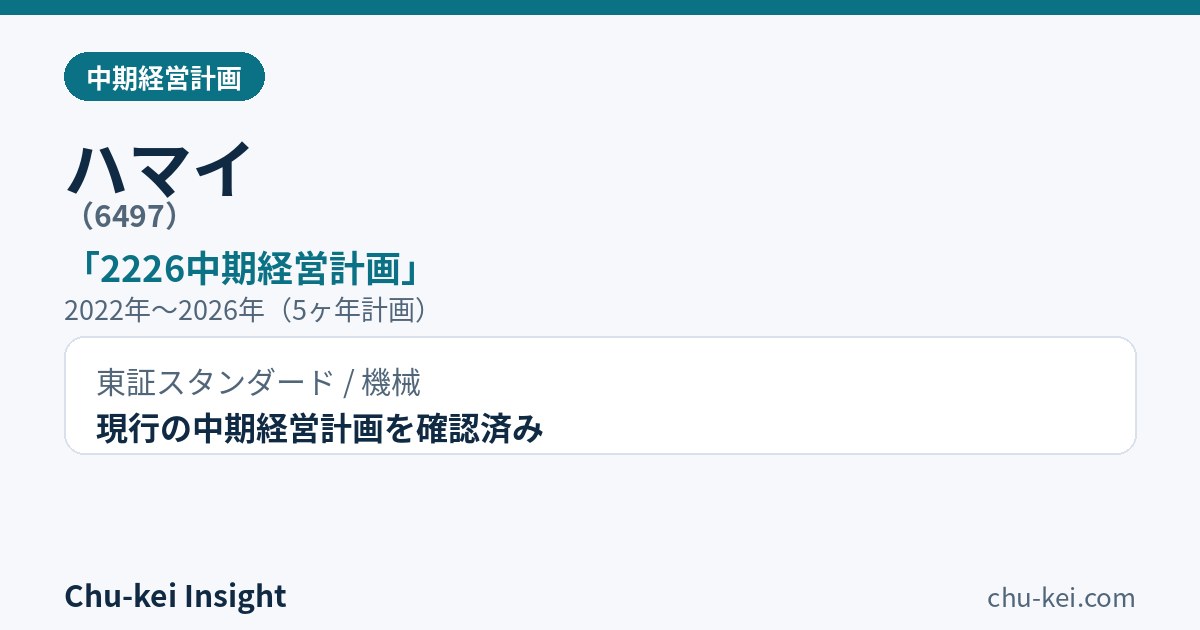 中期経営計画
ハマイ
（6497）
「2226中期経営計画」
2022年～2026年（5ヶ年計画）
東証スタンダード / 機械
現行の中期経営計画を確認済み
Chu-kei Insight
chu-kei.com